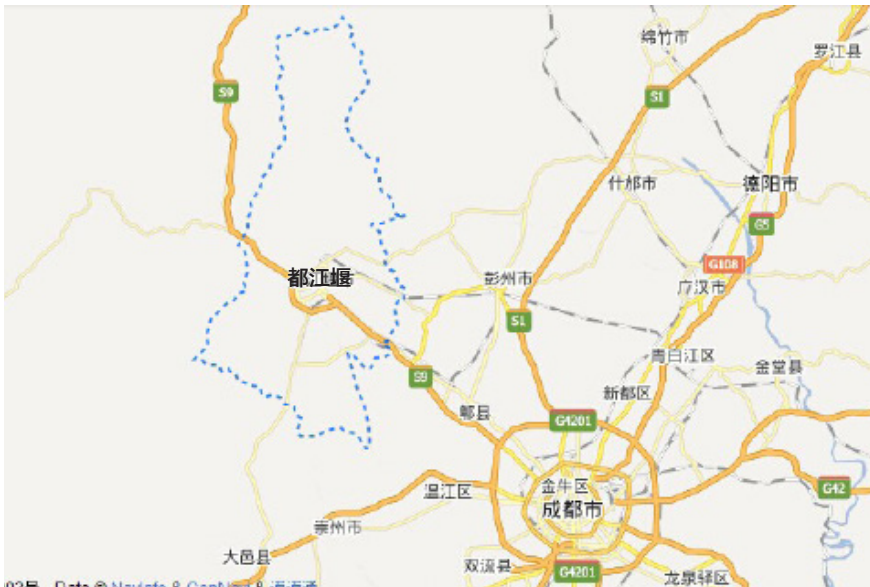 绵竹市
罗江县
S9
S1
什邡市
德阳市
G5
G108
都江堰
彭州市
广汉市
S1
青白江区
金堂县
S9
新都区
郫县
G4201
金牛区
温江区
G42
成都市
崇州市
大邑县
双流县
G4201
龙泉驿区
Data © NavInfo &